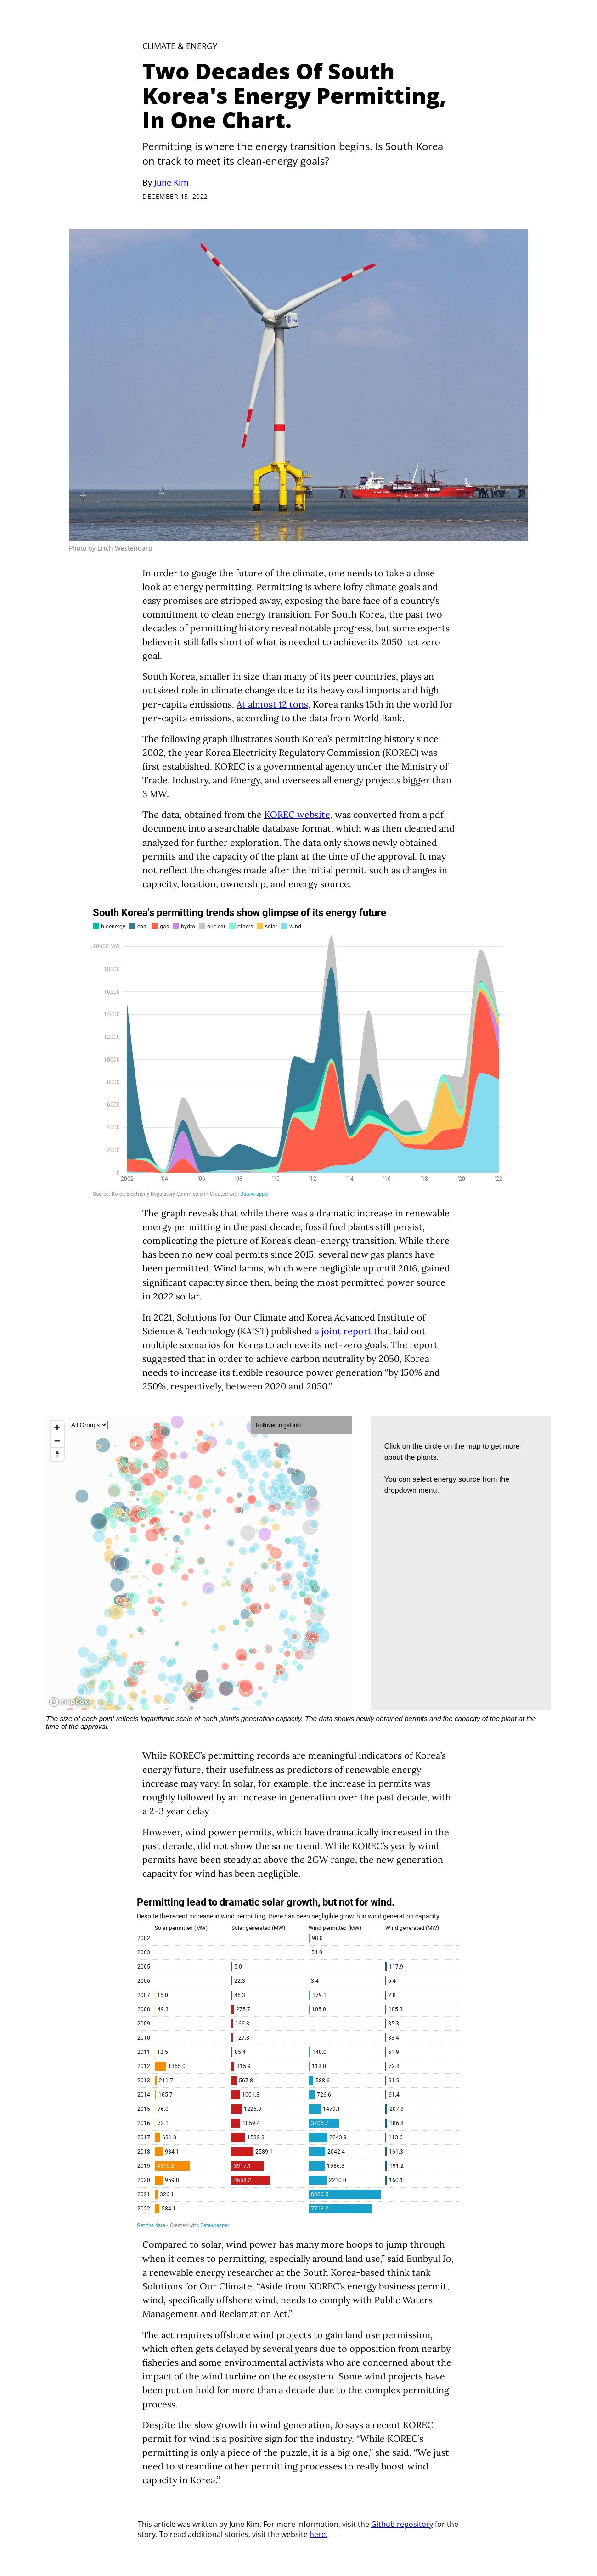 CLIMATE & ENERGY
Two Decades Of South
Korea's Energy Permitting,
In One Chart.
Permitting is where the energy transition begins. Is South Korea
on track to meet its clean-energy goals?
By June Kim
DECEMBER 15, 2022
Photo by Erich Westendarp
In order to gauge the future of the climate, one needs to take a close
look at energy permitting. Permitting is where lofty climate goals and
easy promises are stripped away, exposing the bare face of a country’s
commitment to clean energy transition. For South Korea, the past two
decades of permitting history reveal notable progress, but some experts
believe it still falls short of what is needed to achieve its 2050 net zero
goal.
South Korea, smaller in size than many of its peer countries, plays an
outsized role in climate change due to its heavy coal imports and high
per-capita emissions. At almost 12 tons, Korea ranks 15th in the world for
per-capita emissions, according to the data from World Bank.
The following graph illustrates South Korea’s permitting history since
2002, the year Korea Electricity Regulatory Commission (KOREC) was
first established. KOREC is a governmental agency under the Ministry of
Trade, Industry, and Energy, and oversees all energy projects bigger than
3 MW.
The data, obtained from the KOREC website, was converted from a pdf
document into a searchable database format, which was then cleaned and
analyzed for further exploration. The data only shows newly obtained
permits and the capacity of the plant at the time of the approval. It may
not reflect the changes made after the initial permit, such as changes in
capacity, location, ownership, and energy source.
South Korea's permitting trends show glimpse of its energy future
bioenergy coal gas hydro nuclear others solar wind
20000 MW
18000
16000
14000
12000
10000
8000
6000
4000
2000
0
2002 '04 '06 '08 '10 '12 '14 '16 '18 '20 '22
Source: Korea Electricity Regulatory Commission • Created with Datawrapper
The graph reveals that while there was a dramatic increase in renewable
energy permitting in the past decade, fossil fuel plants still persist,
complicating the picture of Korea’s clean-energy transition. While there
has been no new coal permits since 2015, several new gas plants have
been permitted. Wind farms, which were negligible up until 2016, gained
significant capacity since then, being the most permitted power source
in 2022 so far.
In 2021, Solutions for Our Climate and Korea Advanced Institute of
Science & Technology (KAIST) published a joint report that laid out
multiple scenarios for Korea to achieve its net-zero goals. The report
suggested that in order to achieve carbon neutrality by 2050, Korea
needs to increase its flexible resource power generation “by 150% and
250%, respectively, between 2020 and 2050.”
All Groups
Rollover to get info
mapbox
Click on the circle on the map to get more
about the plants.
You can select energy source from the
dropdown menu.
The size of each point reflects logarithmic scale of each plant's generation capacity. The data shows newly obtained permits and the capacity of the plant at the
time of the approval.
While KOREC’s permitting records are meaningful indicators of Korea’s
energy future, their usefulness as predictors of renewable energy
increase may vary. In solar, for example, the increase in permits was
roughly followed by an increase in generation over the past decade, with
a 2-3 year delay
However, wind power permits, which have dramatically increased in the
past decade, did not show the same trend. While KOREC’s yearly wind
permits have been steady at above the 2GW range, the new generation
capacity for wind has been negligible.
Permitting lead to dramatic solar growth, but not for wind.
Despite the recent increase in wind permitting, there has been negligible growth in wind generation capacity.
Solar permitted (MW) Solar generated (MW) Wind permitted (MW) Wind generated (MW)
2002 98.0
2003 54.0
2005 5.0 117.9
2006 22.3 3.4 6.4
2007 15.0 45.3 179.1 2.8
2008 49.3 275.7 105.0 105.3
2009 166.8 35.3
2010 127.8 33.4
2011 12.5 85.4 148.0 51.9
2012 1355.0 315.9 118.0 72.8
2013 211.7 567.8 588.6 91.9
2014 165.7 1001.3 726.6 61.4
2015 76.0 1225.3 1479.1 207.8
2016 72.1 1059.4 3706.7 186.8
2017 631.8 1582.3 2243.9 113.6
2018 934.1 2589.1 2042.4 161.3
2019 4310.8 3917.1 1986.3 191.2
2020 959.8 4658.2 2210.0 160.1
2021 326.1 8826.5
2022 584.1 7718.2
Get the data • Created with Datawrapper
Compared to solar, wind power has many more hoops to jump through
when it comes to permitting, especially around land use,” said Eunbyul Jo,
a renewable energy researcher at the South Korea-based think tank
Solutions for Our Climate. “Aside from KOREC’s energy business permit,
wind, specifically offshore wind, needs to comply with Public Waters
Management And Reclamation Act.”
The act requires offshore wind projects to gain land use permission,
which often gets delayed by several years due to opposition from nearby
fisheries and some environmental activists who are concerned about the
impact of the wind turbine on the ecosystem. Some wind projects have
been put on hold for more than a decade due to the complex permitting
process.
Despite the slow growth in wind generation, Jo says a recent KOREC
permit for wind is a positive sign for the industry. “While KOREC’s
permitting is only a piece of the puzzle, it is a big one,” she said. “We just
need to streamline other permitting processes to really boost wind
capacity in Korea.”
This article was written by June Kim. For more information, visit the Github repository for the
story. To read additional stories, visit the website here.